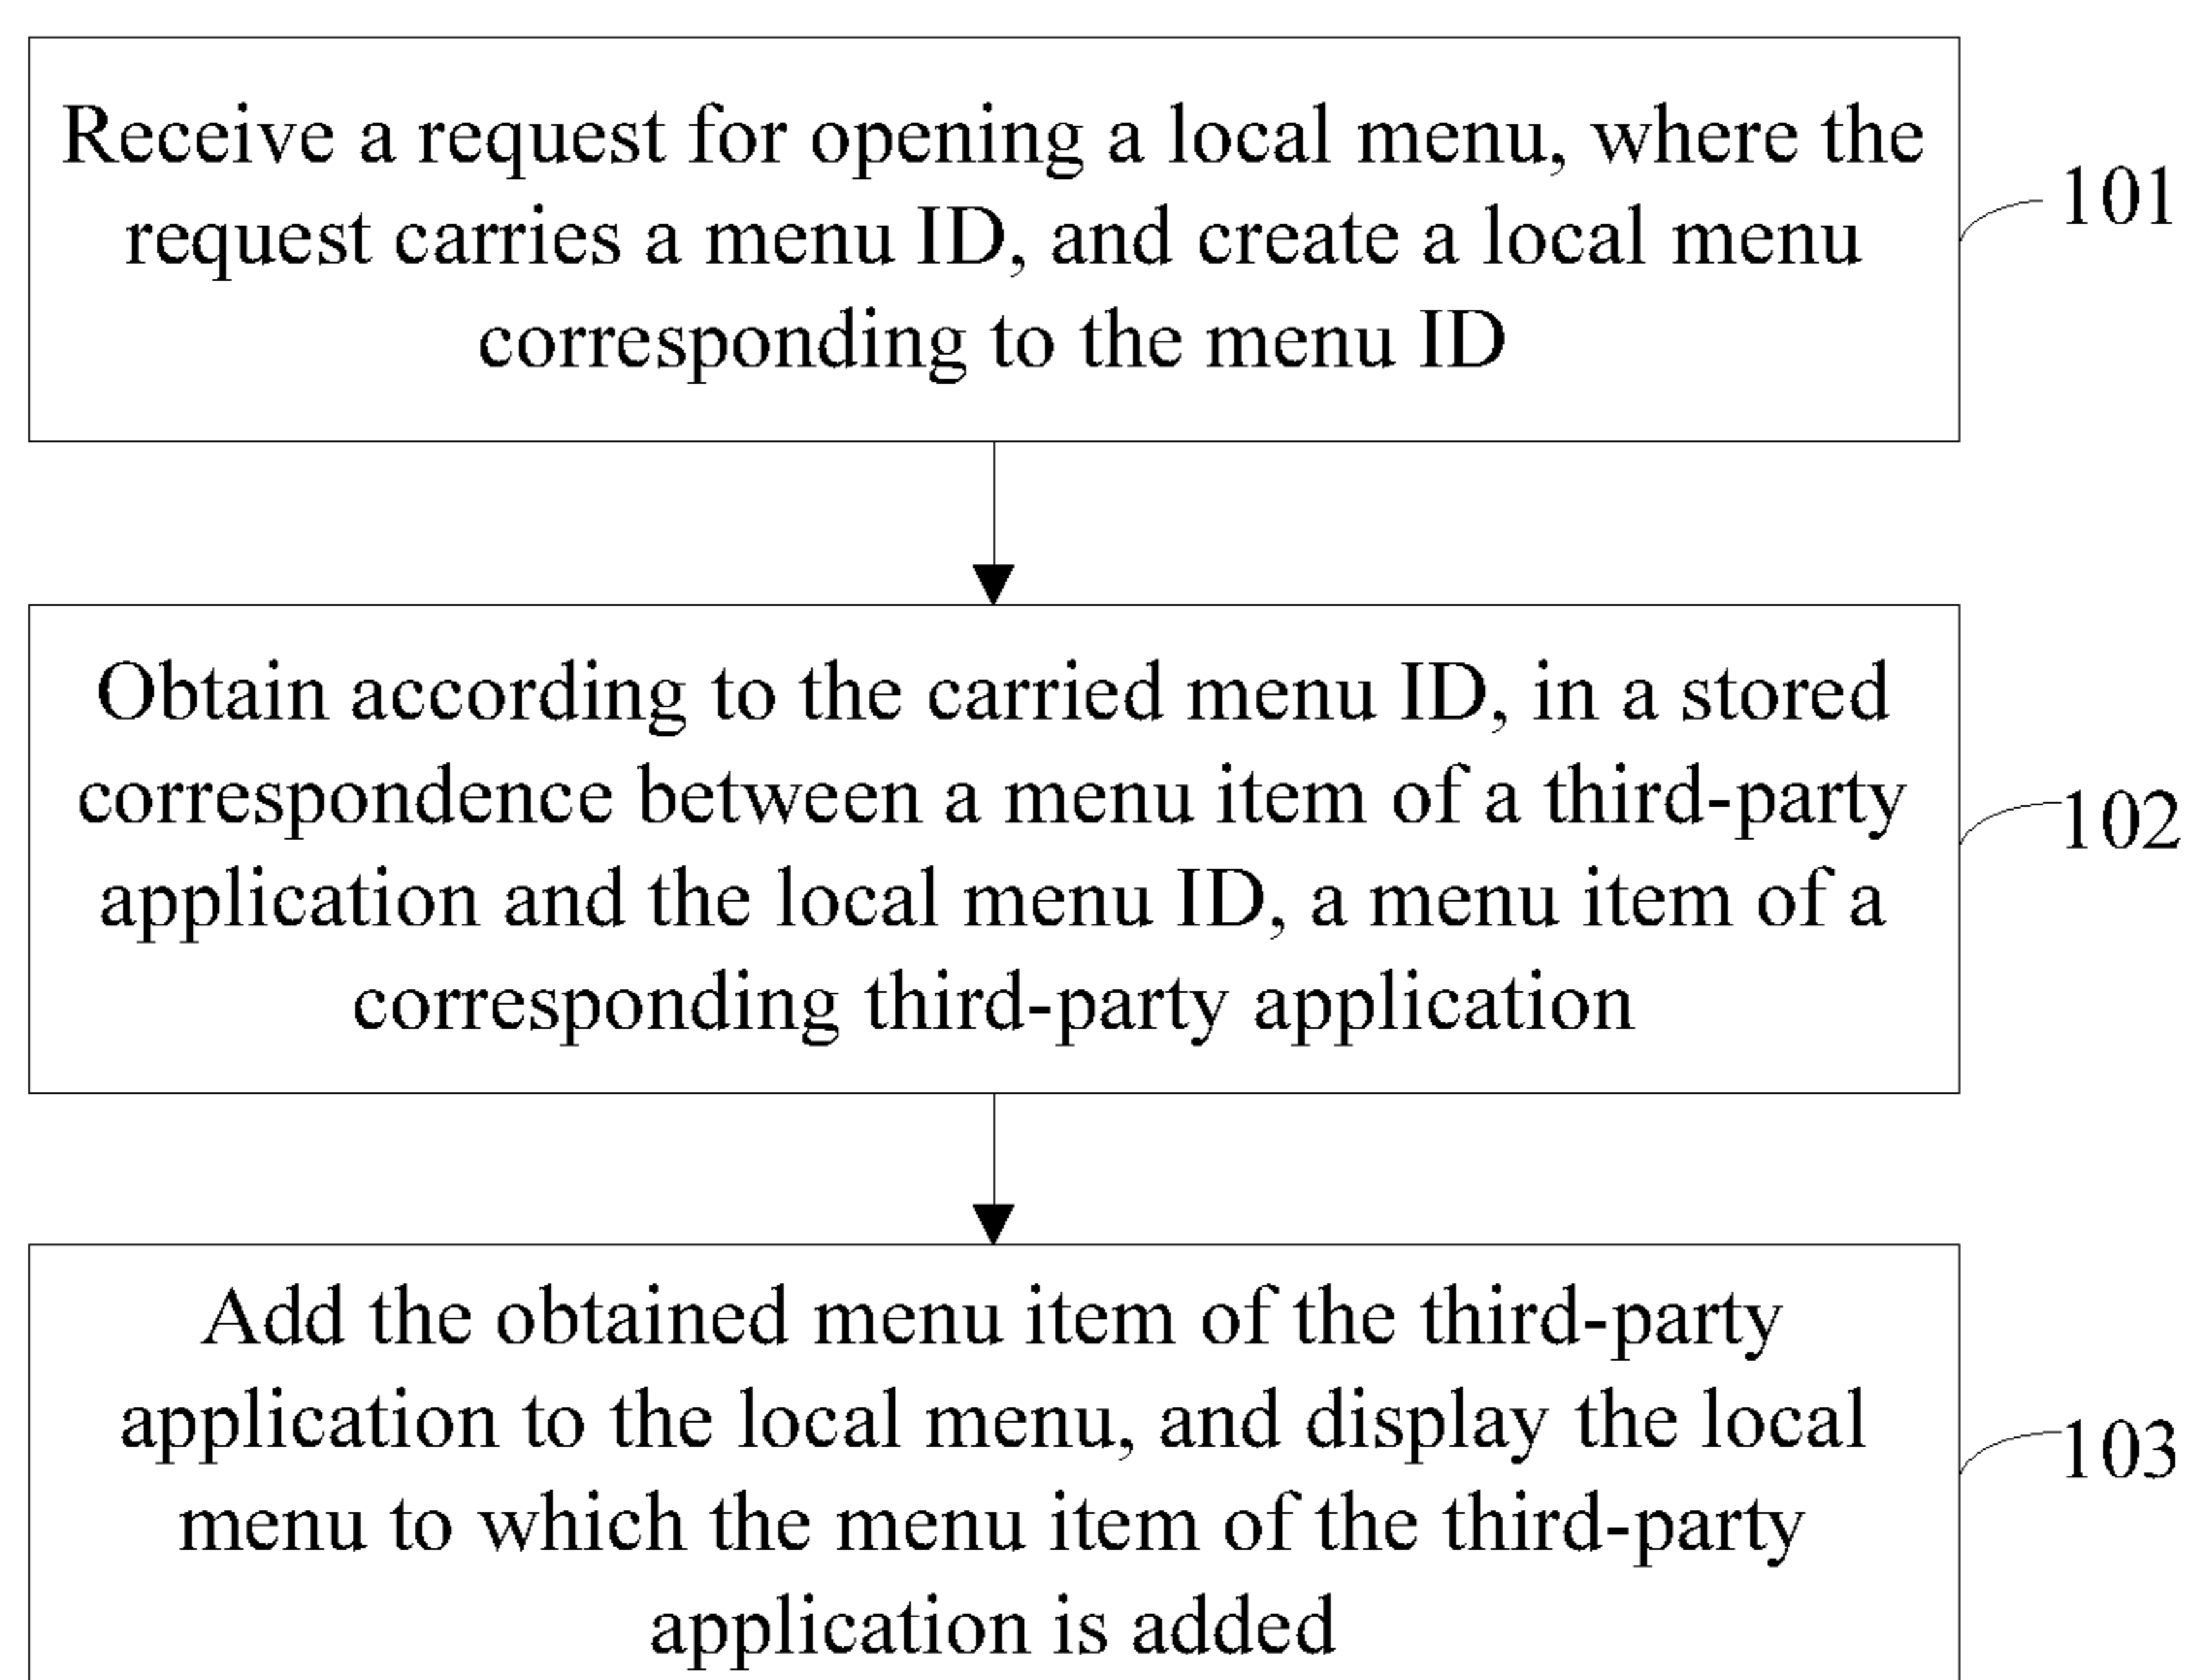 Receive a request for opening a local menu, where the
request carries a menu ID, and create a local menu
corresponding to the menu ID
101
Obtain according to the carried menu ID, in a stored
correspondence between a menu item of a third-party
application and the local menu ID, a menu item of a
corresponding third-party application
102
Add the obtained menu item of the third-party
application to the local menu, and display the local
menu to which the menu item of the third-party
application is added
103